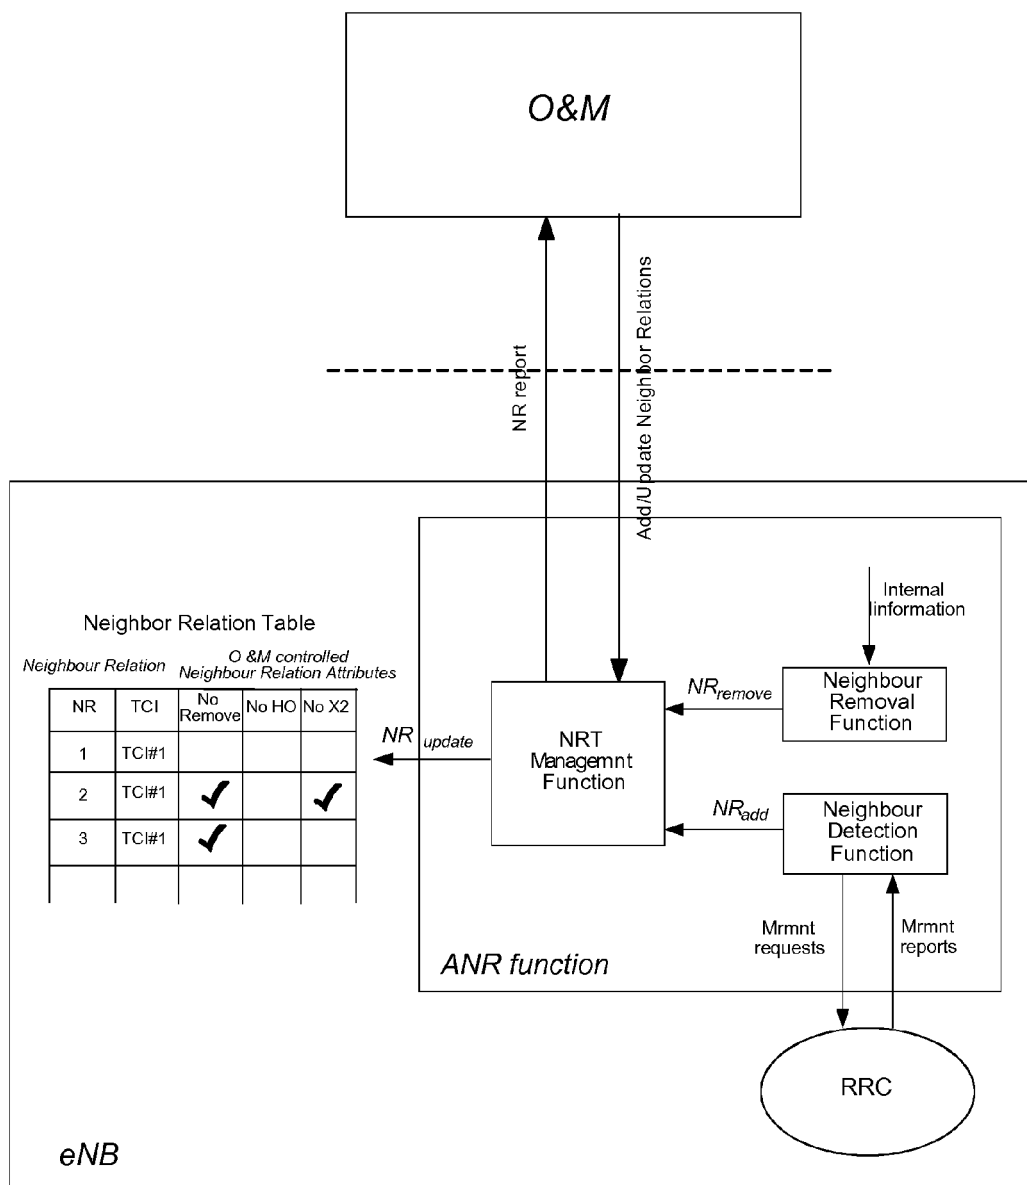 O&M
NR report
Add/Update Neighbor Relations
Internal
Iinformation
Neighbor Relation Table
Neighbour Relation
O &M controlled
Neighbour Relation Attributes
NR TCI No Remove No HO No X2
1 TCI#1
2 TCI#1 ✓ ✓
3 TCI#1 ✓
NR update
NRT
Managemnt
Function
NRremove
Neighbour
Removal
Function
NRadd
Neighbour
Detection
Function
Mrmnt
requests
Mrmnt
reports
ANR function
RRC
eNB